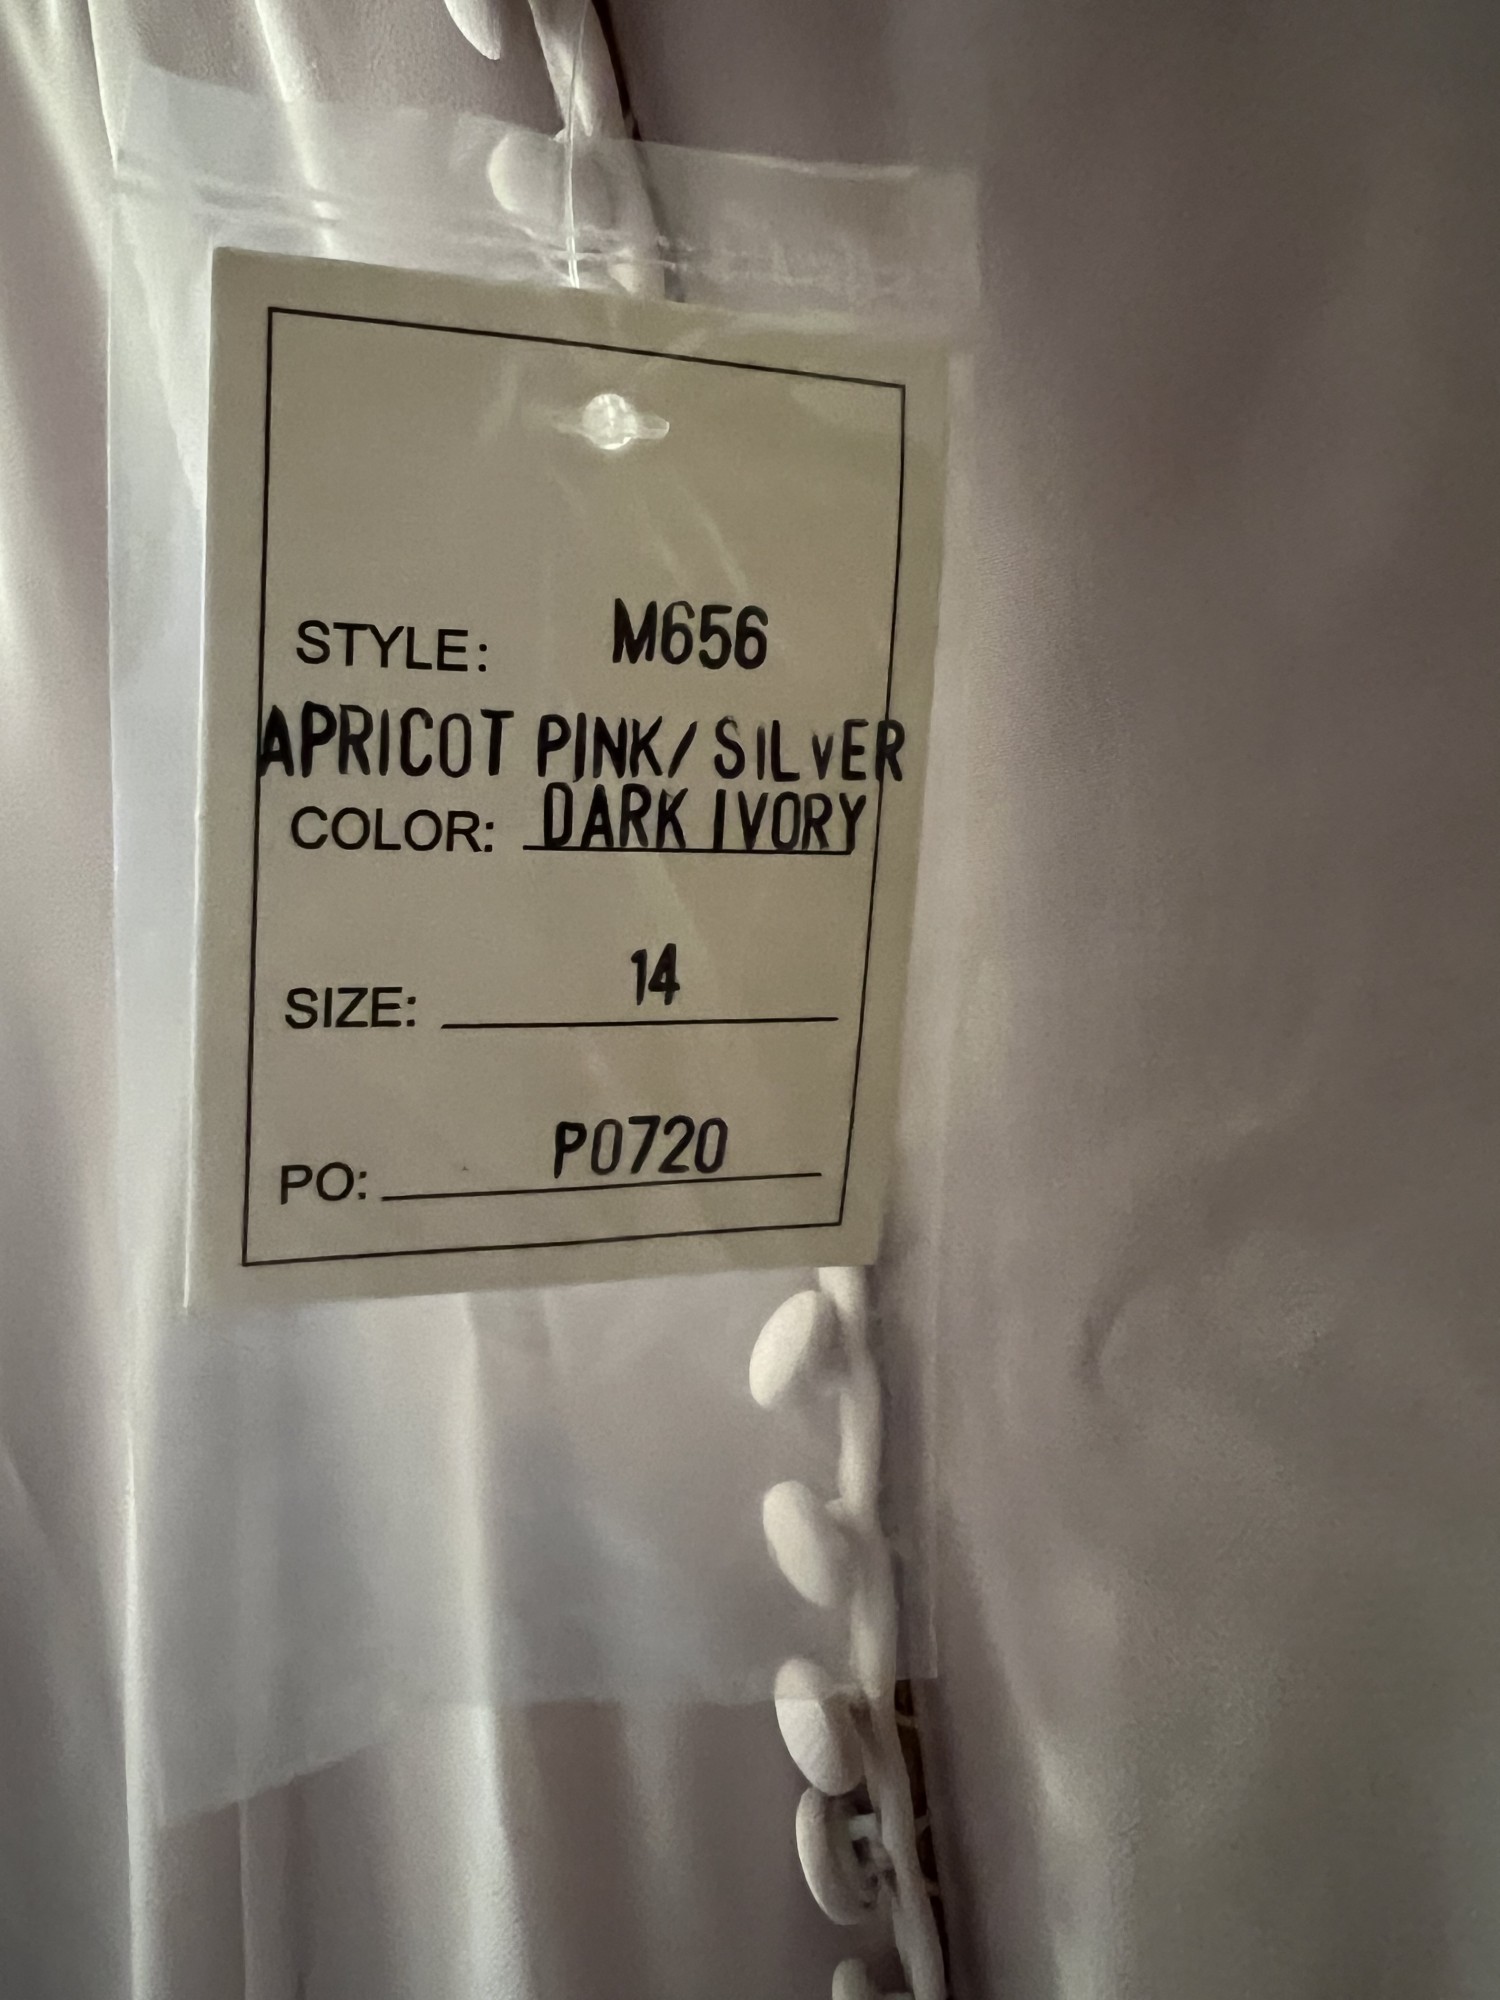 STYLE: M656
APRICOT PINK/SILVER
COLOR: DARK IVORY
SIZE: 14
PO: P0720